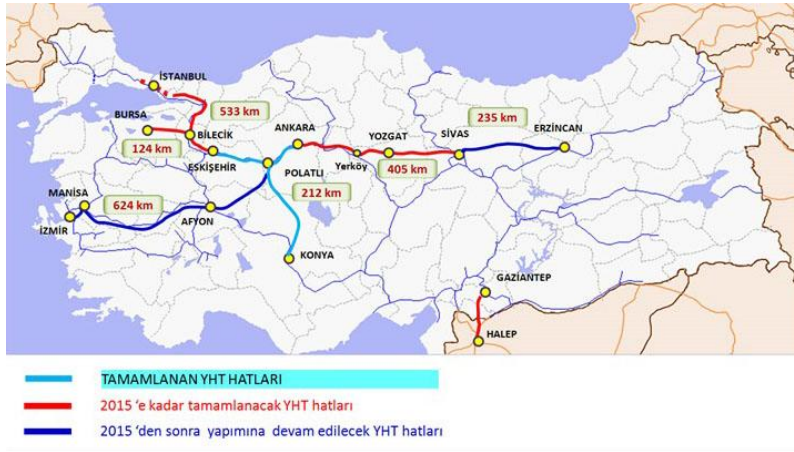 İSTANBUL
BURSA
533 km
BİLECİK
124 km
ESKİŞEHİR
ANKARA
YOZGAT
SİVAS
235 km
ERZİNCAN
Yerköy
405 km
POLATLI
212 km
MANİSA
624 km
İZMİR
AFYON
KONYA
GAZİANTEP
HALEP
TAMAMLANAN YHT HATLARI
2015 'e kadar tamamlanacak YHT hatları
2015 'den sonra yapımına devam edilecek YHT hatları